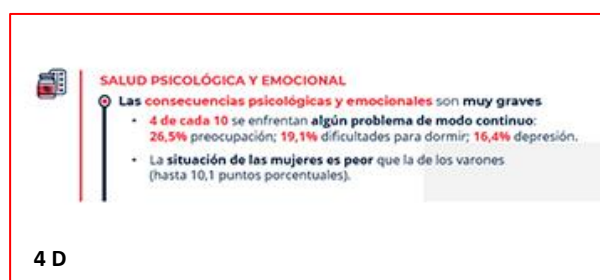 SALUD PSICOLÓGICA Y EMOCIONAL
Las consecuencias psicológicas y emocionales son muy graves
• 4 de cada 10 se enfrentan algún problema de modo continuo:
26,5% preocupación; 19,1% dificultades para dormir; 16,4% depresión.
• La situación de las mujeres es peor que la de los varones
(hasta 10,1 puntos porcentuales).
4 D